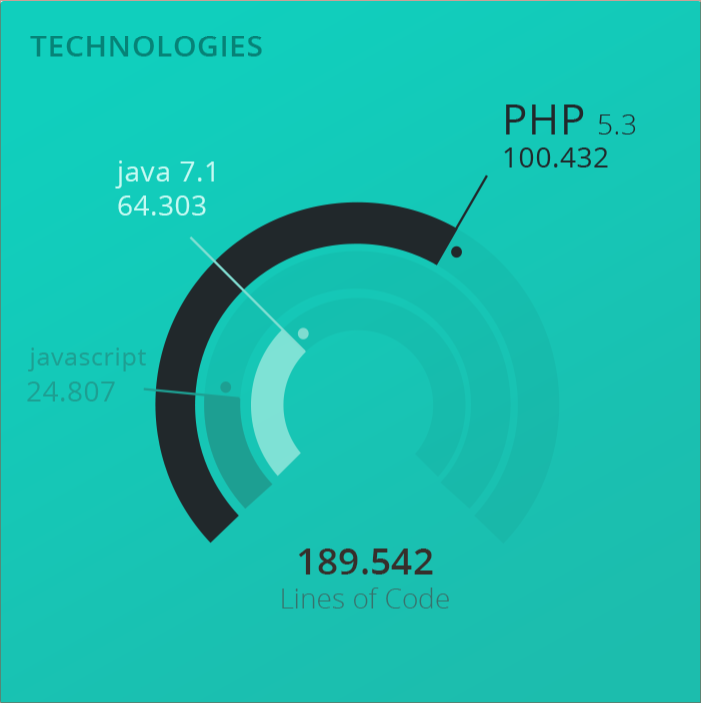 TECHNOLOGIES
PHP 5.3
100.432
java 7.1
64.303
javascript
24.807
189.542
Lines of Code